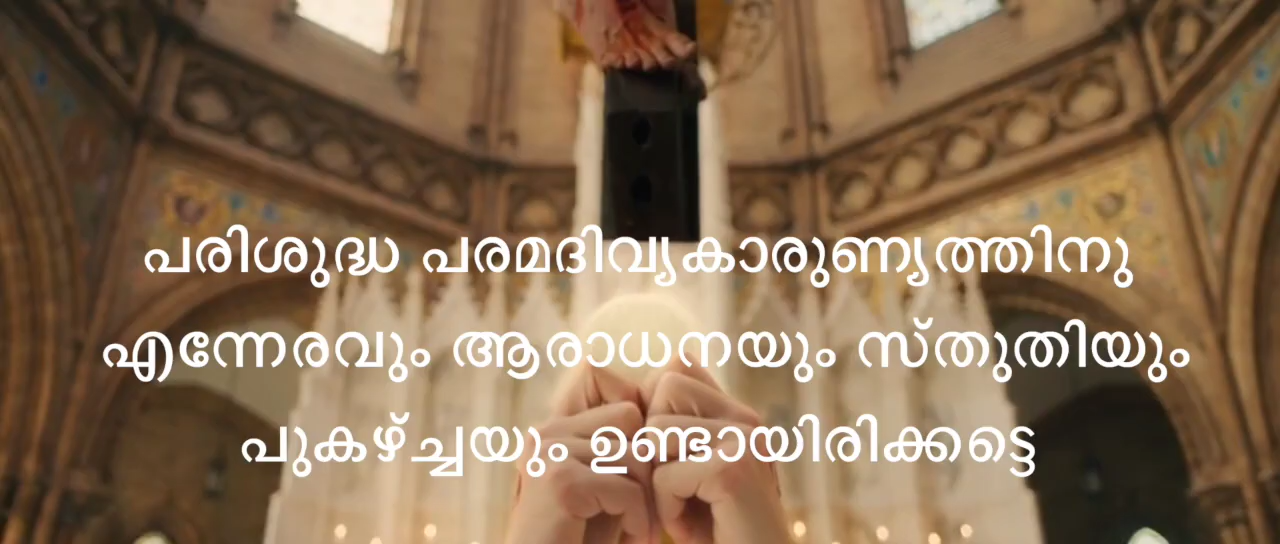 പരിശുദ്ധ പരമദിവ്യകാരുണ്യത്തിനു
എന്നേരവും ആരാധനയും സ്തുതിയും
പുകഴ്ച്ചയും ഉണ്ടായിരിക്കട്ടെ